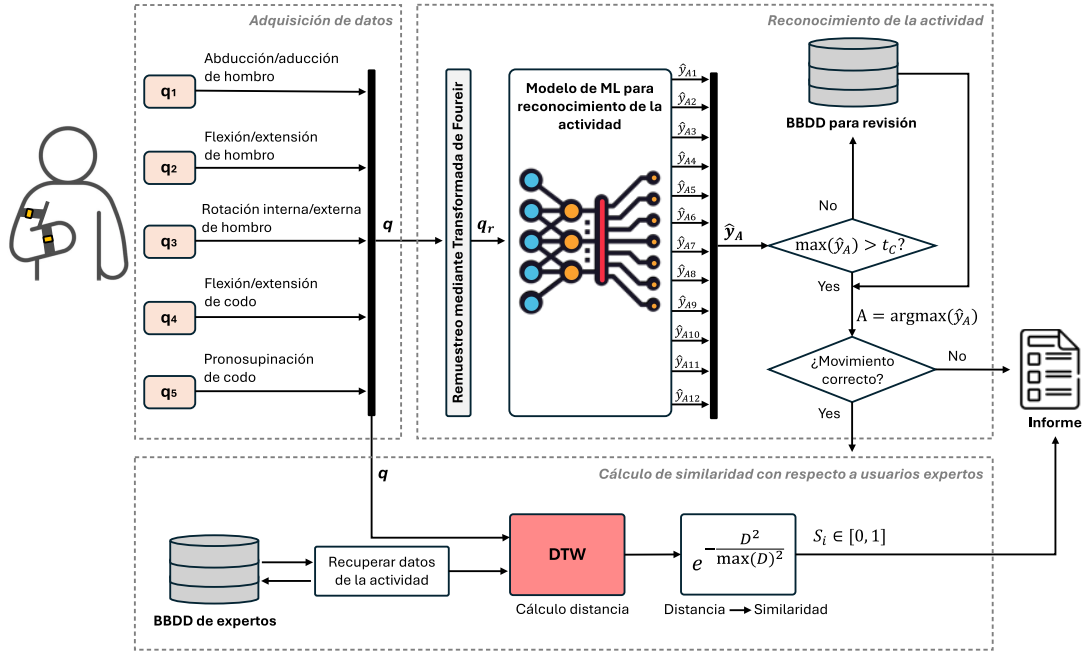 Adquisición de datos
q1
Abducción/aducción
de hombro
q2
Flexión/extensión
de hombro
q3
Rotación interna/externa
de hombro
q4
Flexión/extensión
de codo
q5
Pronosupinación
de codo
q
q
Reconocimiento de la actividad
Remuestreo mediante Transformada de Foureir
qr
Modelo de ML para
reconocimiento de la
actividad
ŷA1
ŷA2
ŷA3
ŷA4
ŷA5
ŷA6
ŷA7
ŷA8
ŷA9
ŷA10
ŷA11
ŷA12
ŷA
BBDD para revisión
No
max(ŷA) > tC?
Yes
A = argmax(ŷA)
¿Movimiento
correcto?
No
Yes
Informe
Cálculo de similaridad con respecto a usuarios expertos
BBDD de expertos
Recuperar datos
de la actividad
DTW
Cálculo distancia
e^(-D²/max(D)²)
Distancia → Similaridad
Si ∈ [0, 1]